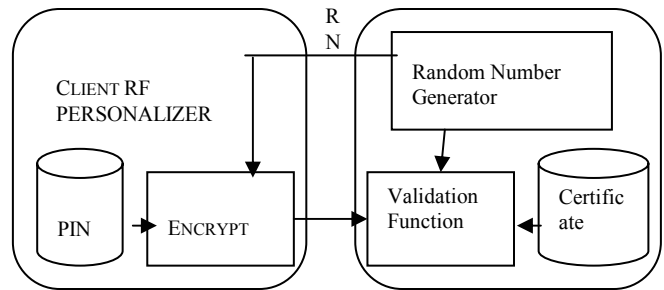 R
N
CLIENT RF
PERSONALIZER
Random Number
Generator
PIN
ENCRYPT
Validation
Function
Certific
ate